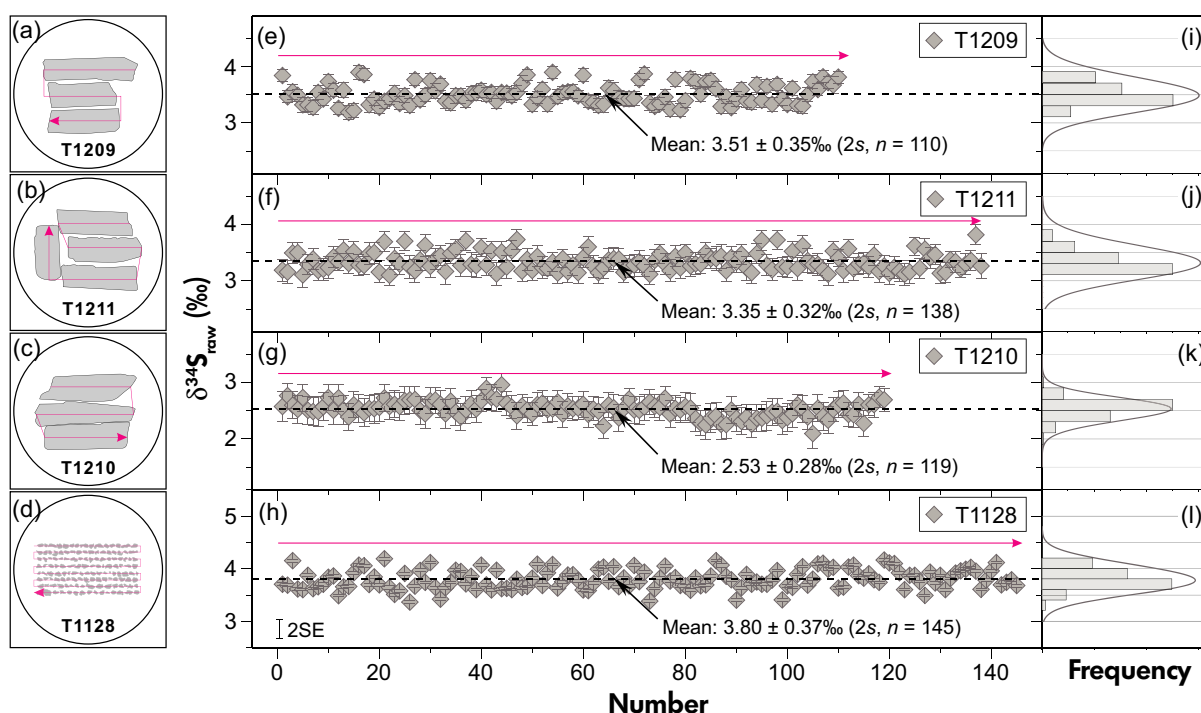 (a)
T1209
(b)
T1211
(c)
T1210
(d)
T1128
δ³⁴S_raw (‰)
(e)
T1209
4
3
Mean: 3.51 ± 0.35‰ (2s, n = 110)
(f)
T1211
4
3
Mean: 3.35 ± 0.32‰ (2s, n = 138)
(g)
T1210
3
2
Mean: 2.53 ± 0.28‰ (2s, n = 119)
(h)
T1128
5
4
3
2SE
Mean: 3.80 ± 0.37‰ (2s, n = 145)
0 20 40 60 80 100 120 140
Number
(i)
(j)
(k)
(l)
Frequency